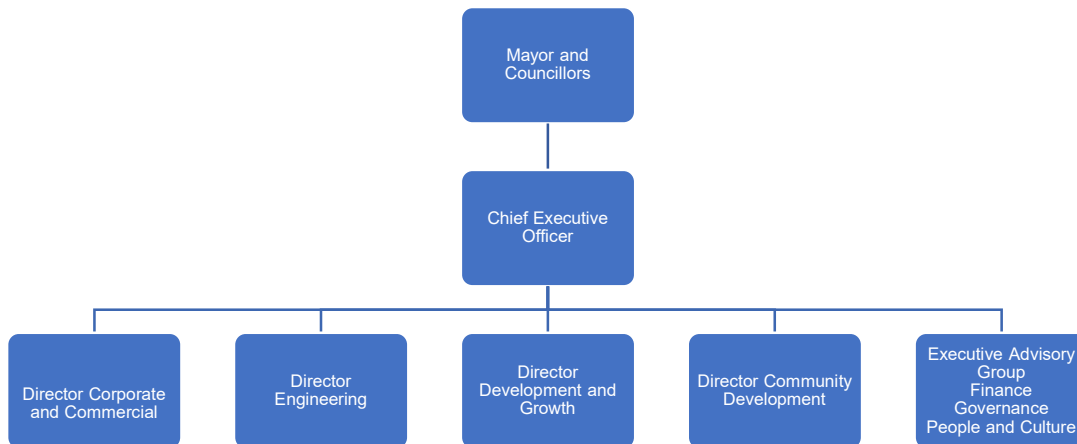 Mayor and
Councillors
Chief Executive
Officer
Director Corporate
and Commercial
Director
Engineering
Director
Development and
Growth
Director Community
Development
Executive Advisory
Group
Finance
Governance
People and Culture